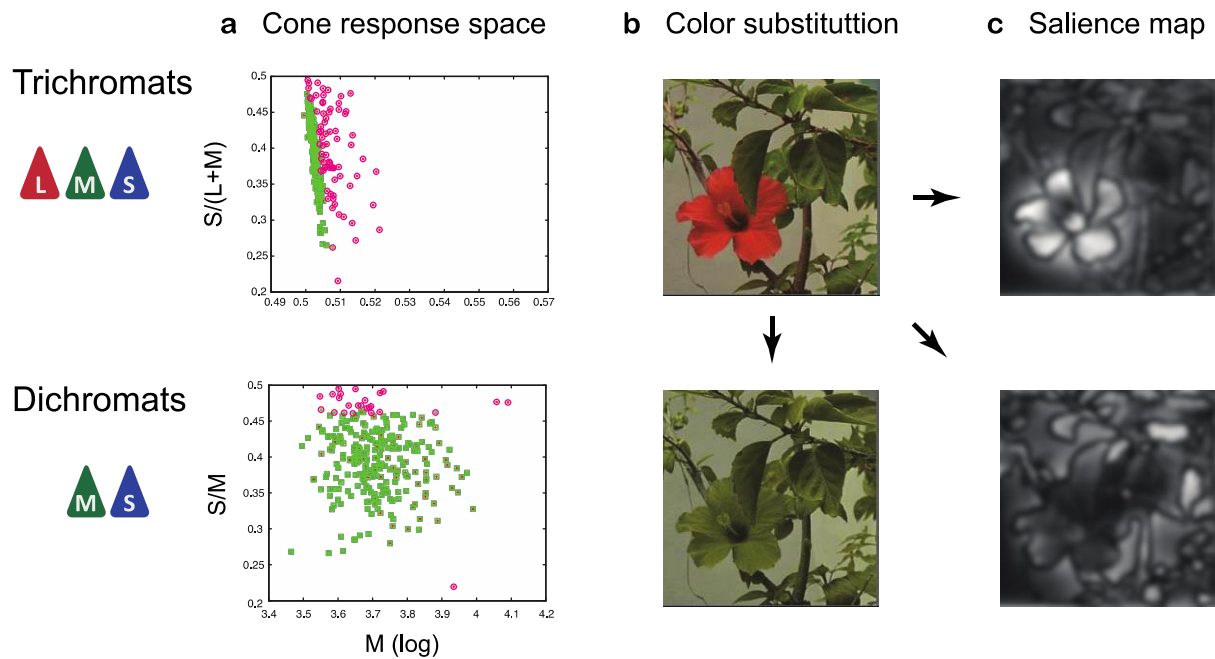 a Cone response space
b Color substituttion
c Salience map
Trichromats
L M S
S/(L+M)
0.5
0.45
0.4
0.35
0.3
0.25
0.2
0.49 0.5 0.51 0.52 0.53 0.54 0.55 0.56 0.57
Dichromats
M S
S/M
0.5
0.45
0.4
0.35
0.3
0.25
0.2
3.4 3.5 3.6 3.7 3.8 3.9 4 4.1 4.2
M (log)